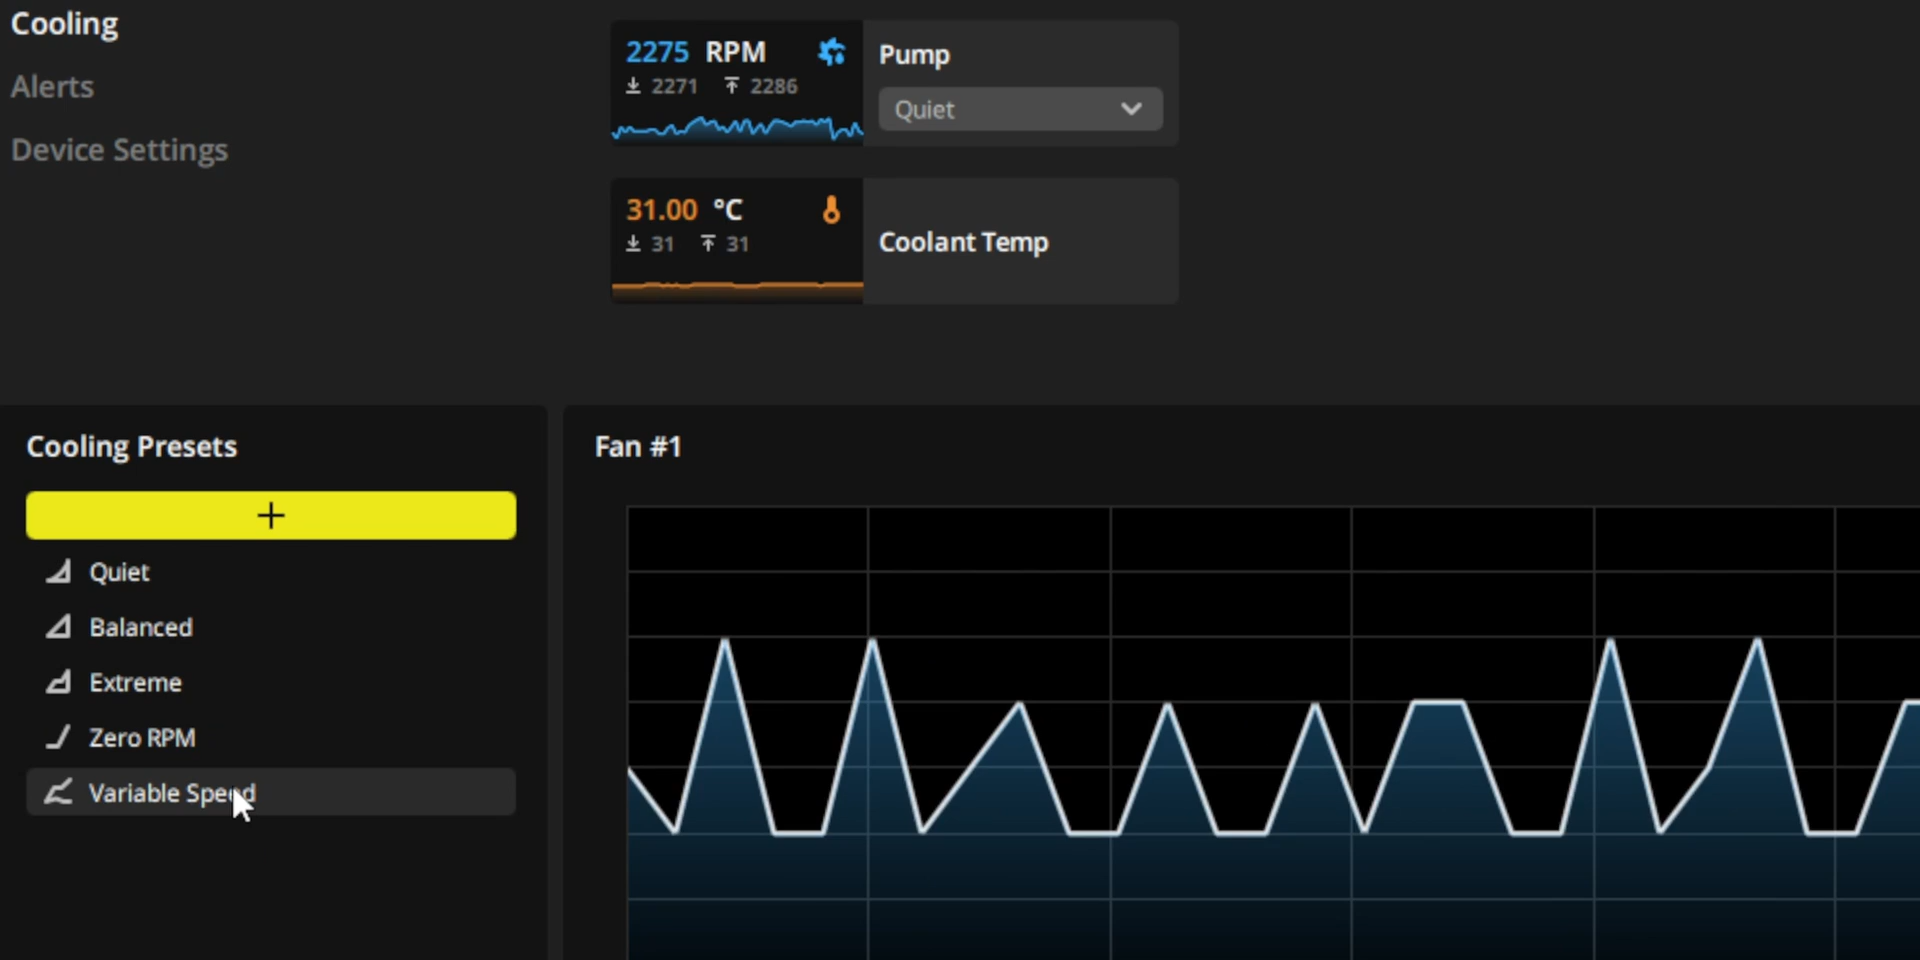 Cooling
Alerts
Device Settings
2275 RPM
2271 2286
Pump
Quiet
31.00 °C
31 31
Coolant Temp
Cooling Presets
+
Quiet
Balanced
Extreme
Zero RPM
Variable Speed
Fan #1